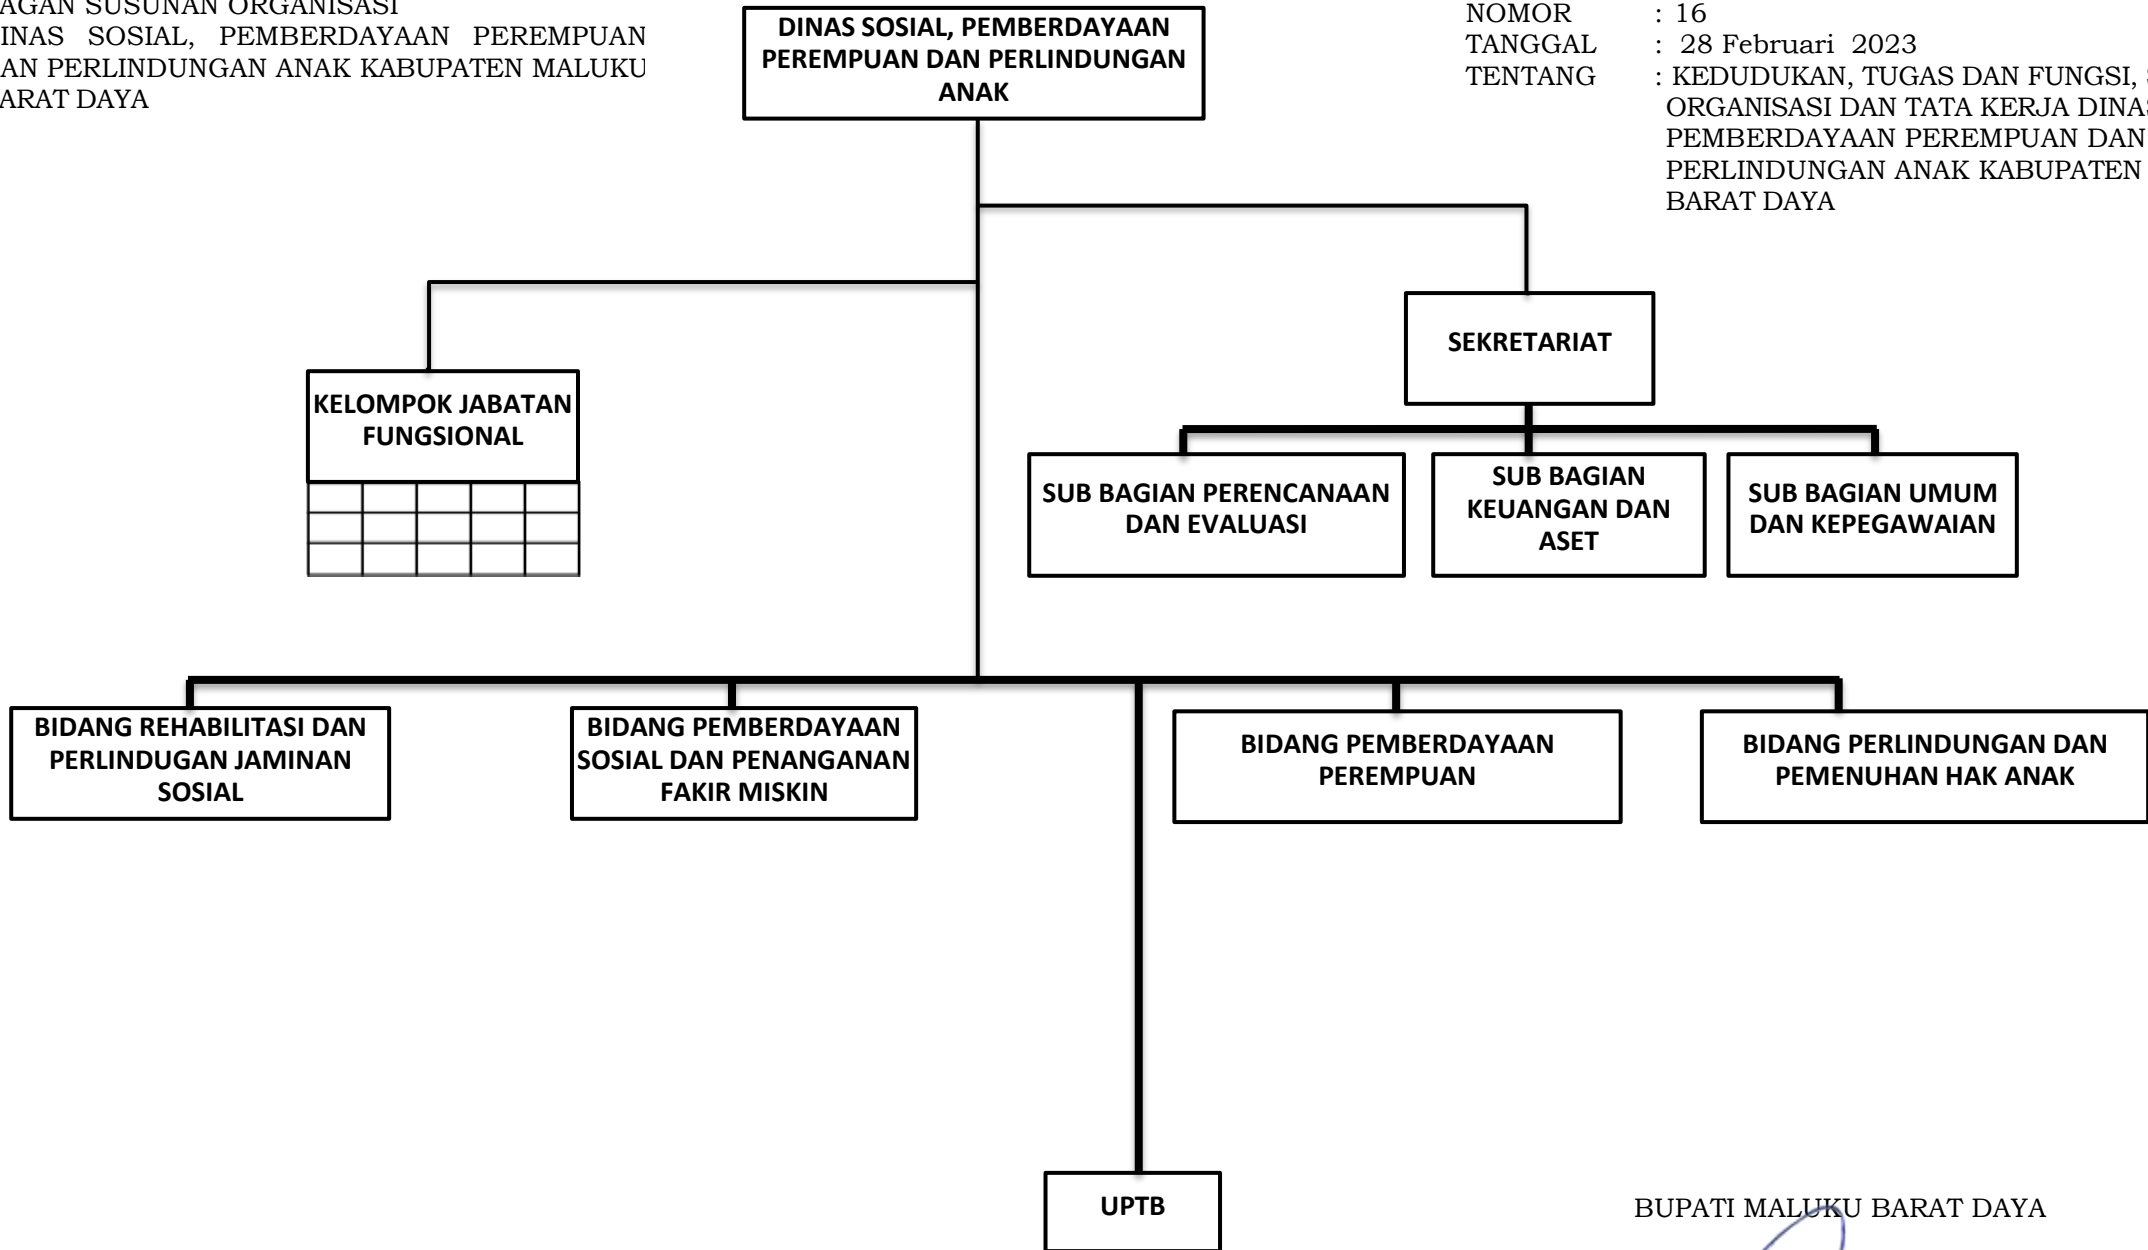 AGAN SUSUNAN ORGANISASI
INAS SOSIAL, PEMBERDAYAAN PEREMPUAN
AN PERLINDUNGAN ANAK KABUPATEN MALUKU
ARAT DAYA
DINAS SOSIAL, PEMBERDAYAAN
PEREMPUAN DAN PERLINDUNGAN
ANAK
NOMOR : 16
TANGGAL : 28 Februari 2023
TENTANG : KEDUDUKAN, TUGAS DAN FUNGSI,
ORGANISASI DAN TATA KERJA DINAS
PEMBERDAYAAN PEREMPUAN DAN
PERLINDUNGAN ANAK KABUPATEN
BARAT DAYA
SEKRETARIAT
KELOMPOK JABATAN
FUNGSIONAL
SUB BAGIAN PERENCANAAN
DAN EVALUASI
SUB BAGIAN
KEUANGAN DAN
ASET
SUB BAGIAN UMUM
DAN KEPEGAWAIAN
BIDANG REHABILITASI DAN
PERLINDUGAN JAMINAN
SOSIAL
BIDANG PEMBERDAYAAN
SOSIAL DAN PENANGANAN
FAKIR MISKIN
BIDANG PEMBERDAYAAN
PEREMPUAN
BIDANG PERLINDUNGAN DAN
PEMENUHAN HAK ANAK
UPTB
BUPATI MALUKU BARAT DAYA